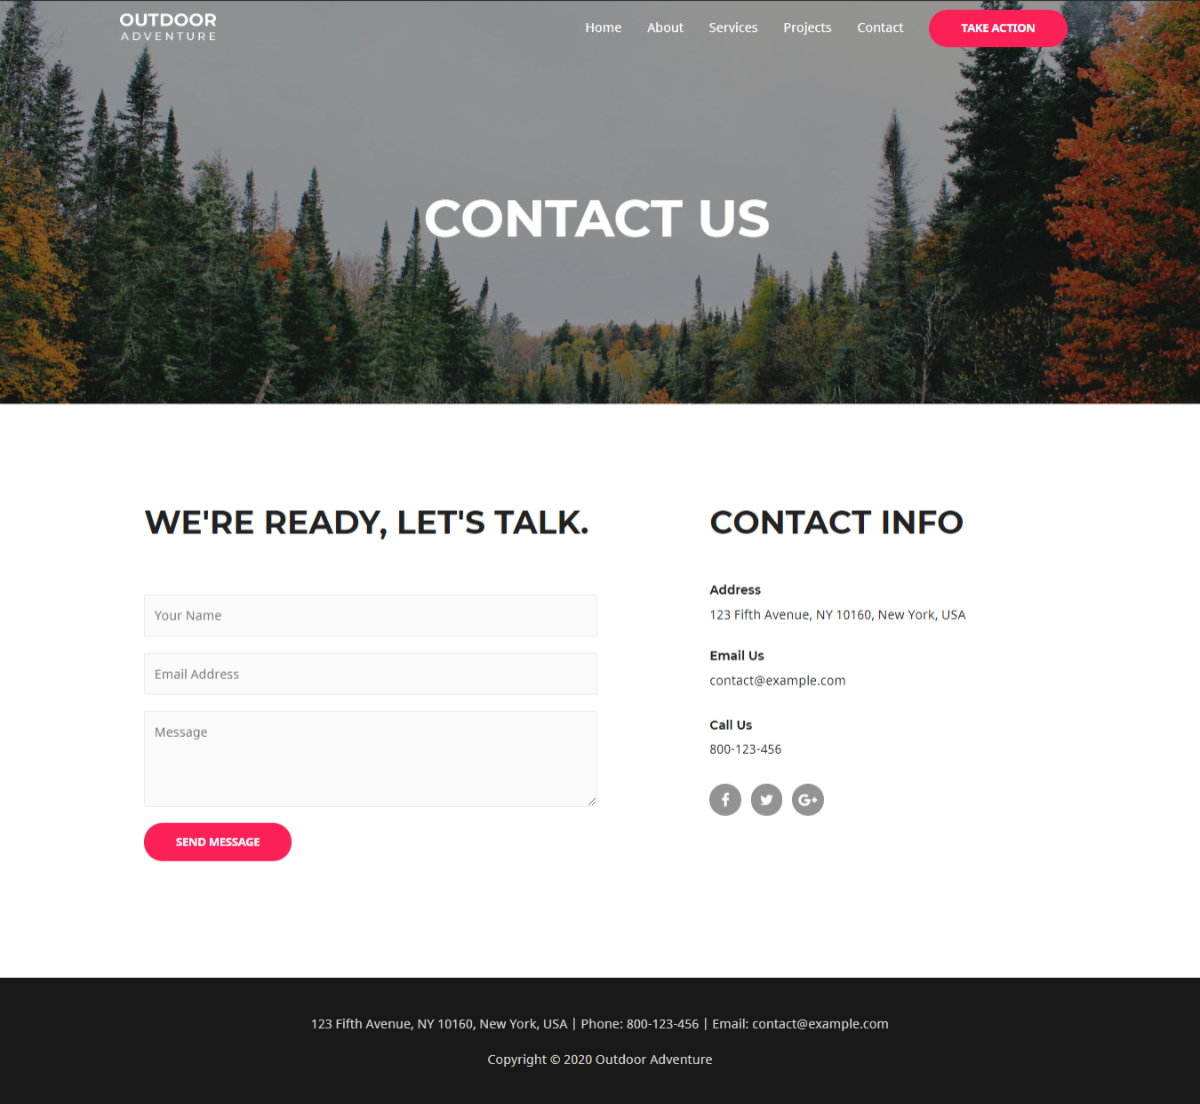 OUTDOOR
ADVENTURE
Home About Services Projects Contact TAKE ACTION
CONTACT US
WE'RE READY, LET'S TALK.
Your Name
Email Address
Message
SEND MESSAGE
CONTACT INFO
Address
123 Fifth Avenue, NY 10160, New York, USA
Email Us
contact@example.com
Call Us
800-123-456
123 Fifth Avenue, NY 10160, New York, USA | Phone: 800-123-456 | Email: contact@example.com
Copyright © 2020 Outdoor Adventure